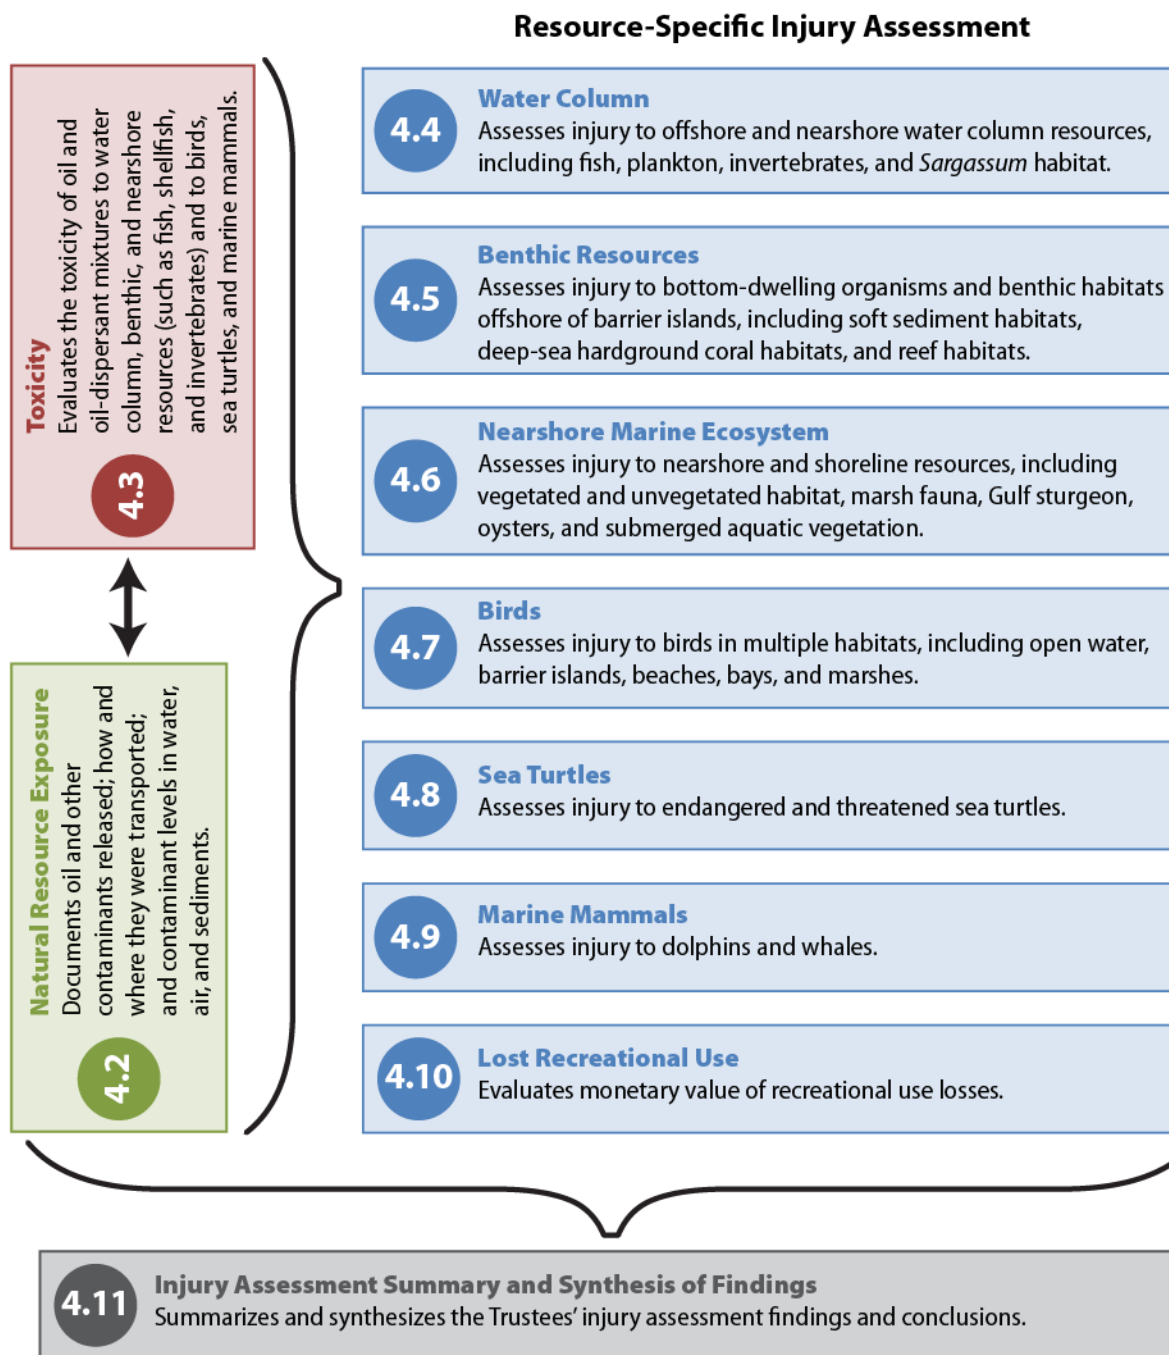 Resource-Specific Injury Assessment
4.3
Toxicity
Evaluates the toxicity of oil and
oil-dispersant mixtures to water
column, benthic, and nearshore
resources (such as fish, shellfish,
and invertebrates) and to birds,
sea turtles, and marine mammals.
4.2
Natural Resource Exposure
Documents oil and other
contaminants released; how and
where they were transported;
and contaminant levels in water,
air, and sediments.
4.4
Water Column
Assesses injury to offshore and nearshore water column resources,
including fish, plankton, invertebrates, and Sargassum habitat.
4.5
Benthic Resources
Assesses injury to bottom-dwelling organisms and benthic habitats
offshore of barrier islands, including soft sediment habitats,
deep-sea hardground coral habitats, and reef habitats.
4.6
Nearshore Marine Ecosystem
Assesses injury to nearshore and shoreline resources, including
vegetated and unvegetated habitat, marsh fauna, Gulf sturgeon,
oysters, and submerged aquatic vegetation.
4.7
Birds
Assesses injury to birds in multiple habitats, including open water,
barrier islands, beaches, bays, and marshes.
4.8
Sea Turtles
Assesses injury to endangered and threatened sea turtles.
4.9
Marine Mammals
Assesses injury to dolphins and whales.
4.10
Lost Recreational Use
Evaluates monetary value of recreational use losses.
4.11
Injury Assessment Summary and Synthesis of Findings
Summarizes and synthesizes the Trustees’ injury assessment findings and conclusions.